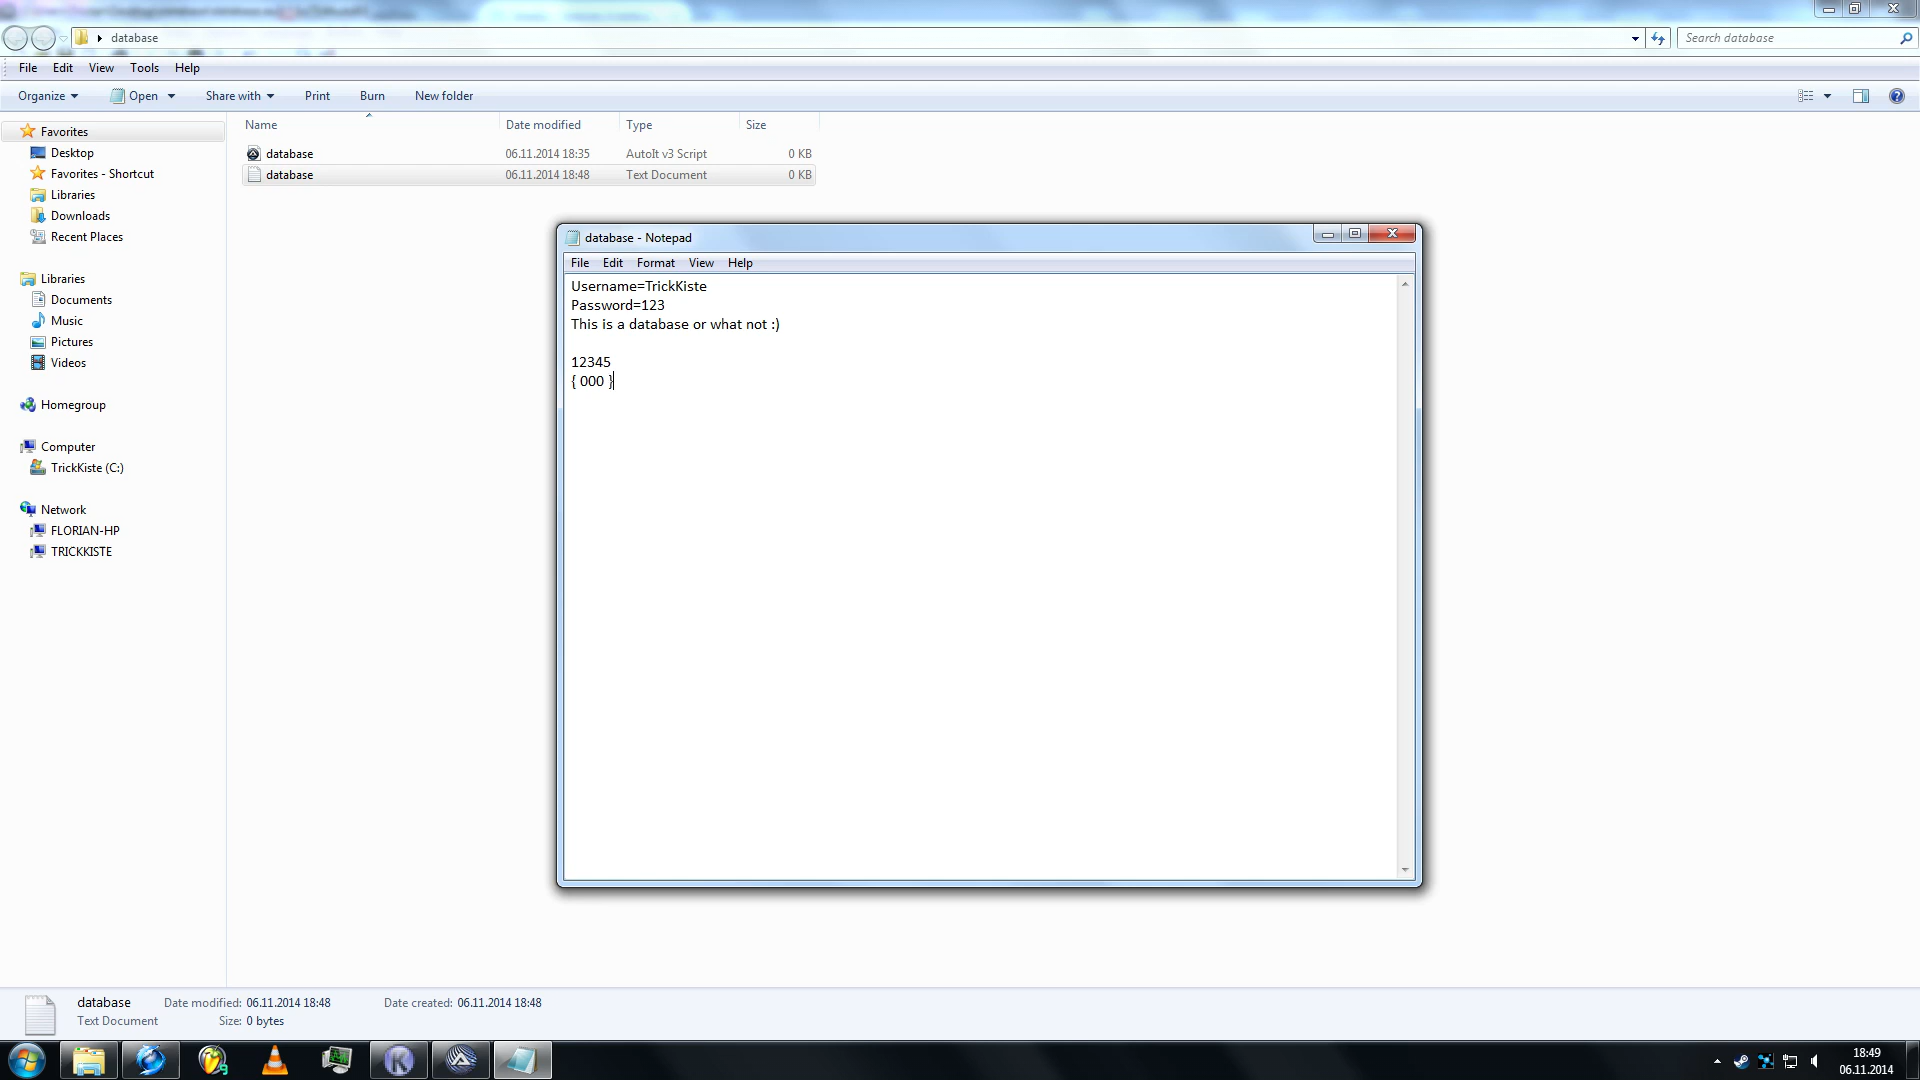 database
Search database
File Edit View Tools Help
Organize Open Share with Print Burn New folder
Name Date modified Type Size
database 06.11.2014 18:35 AutoIt v3 Script 0 KB
database 06.11.2014 18:48 Text Document 0 KB
Favorites
Desktop
Favorites - Shortcut
Libraries
Downloads
Recent Places
Libraries
Documents
Music
Pictures
Videos
Homegroup
Computer
TrickKiste (C:)
Network
FLORIAN-HP
TRICKKISTE
database - Notepad
File Edit Format View Help
Username=TrickKiste
Password=123
This is a database or what not :)
12345
{ 000 }
database Date modified: 06.11.2014 18:48 Date created: 06.11.2014 18:48
Text Document Size: 0 bytes
18:49
06.11.2014